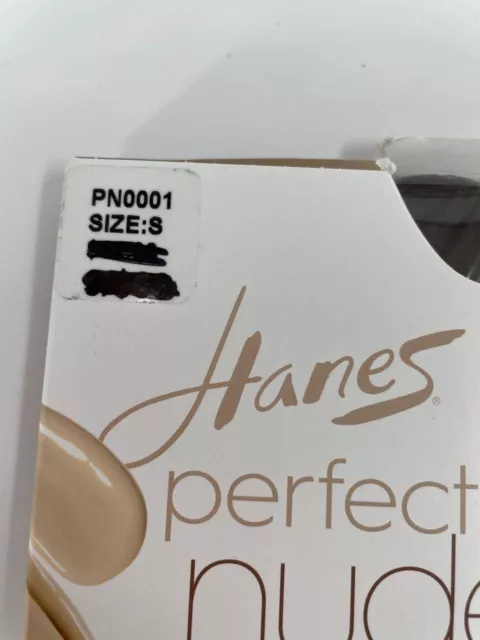 PN0001
SIZE:S
Hanes®
perfect
nude